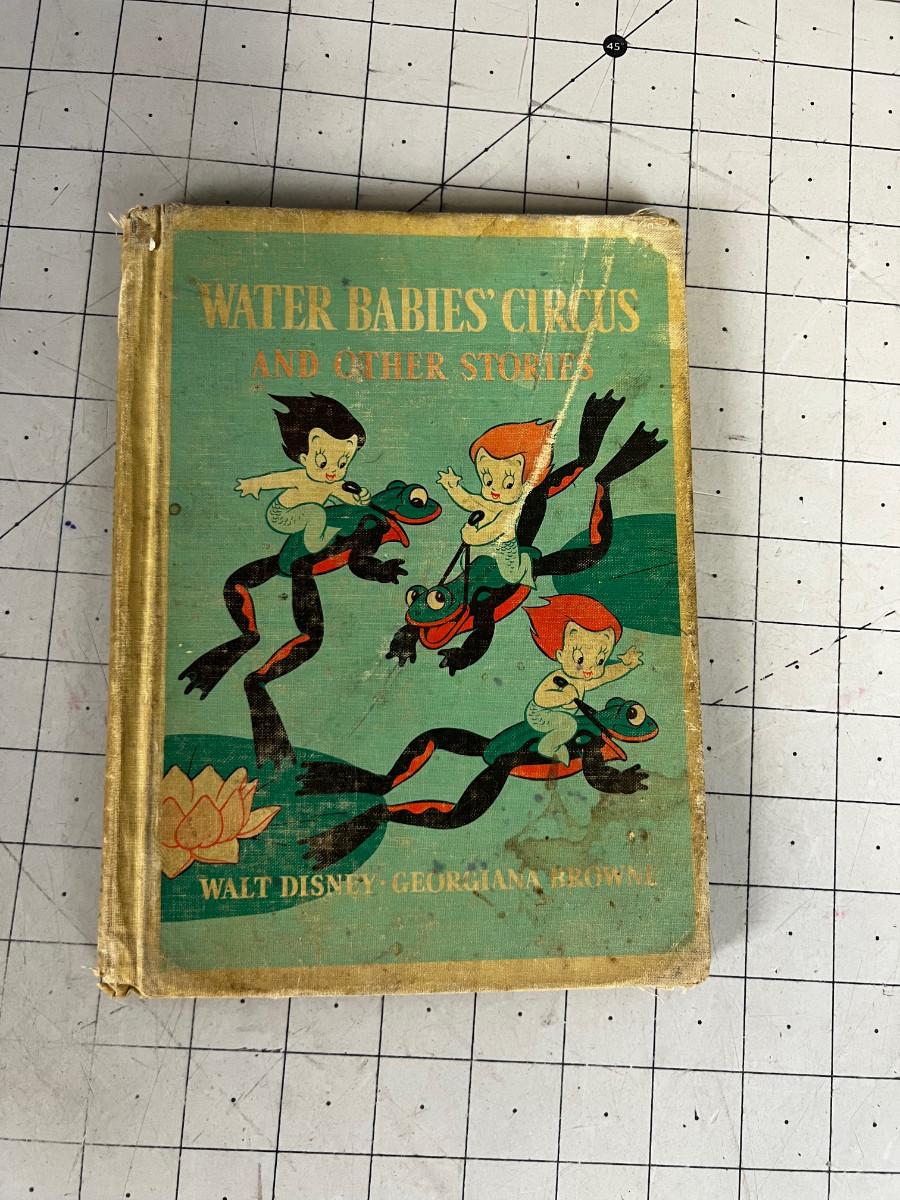 45°
WATER BABIES' CIRCUS
AND OTHER STORIES
WALT DISNEY · GEORGIANA BROWNE